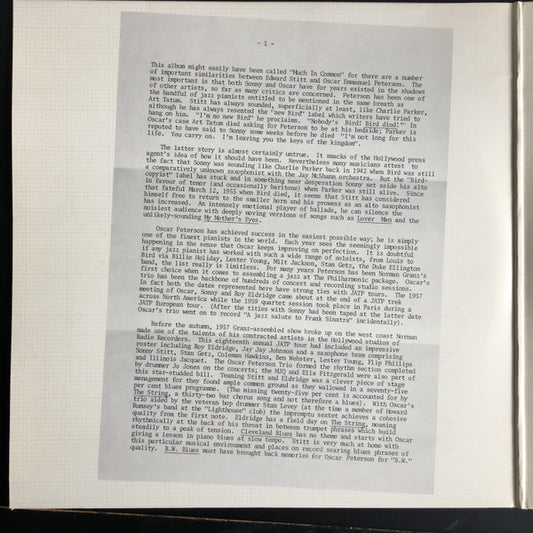 - 1 -
This album might easily have been called "Much In Common" for there are a number
of important similarities between Edward Stitt and Oscar Emmanuel Peterson. The
most important is that both Sonny and Oscar have for years existed in the shadows
of other artists, so far as many critics are concerned. Peterson has been one of
the handful of jazz pianists entitled to be mentioned in the same breath as
Art Tatum. Stitt has always sounded, superficially at least, like Charlie Parker,
although he has always resented the "new Bird" label which writers have tried to
hang on him. "I'm no new Bird" he proclaims. "Nobody's Bird! Bird died!" In
Oscar's case Art Tatum died asking for Peterson to be at his bedside; Parker is
reputed to have said to Sonny some weeks before he died "I'm not long for this
life. You carry on. I'm leaving you the keys of the kingdom".
The latter story is almost certainly untrue. It smacks of the Hollywood press
agent's idea of how it should have been. Nevertheless many musicians attest to
the fact that Sonny was sounding like Charlie Parker back in 1942 when Bird was still
a comparatively unknown saxophonist with the Jay McShann orchestra. But the "Bird-
copyist" label has stuck and in something near desperation Sonny set aside his alto
in favour of tenor (and occasionally baritone) when Parker was still alive. Since
that fateful March 12, 1955 when Bird died, it seems that Stitt has considered
himself free to return to the smaller horn and his prowess as an alto saxophonist
has increased. An intensely emotional player of ballads, he can silence the
noisiest audience with deeply moving versions of songs such as Lover Man and the
unlikely-sounding My Mother's Eyes.
Oscar Peterson has achieved success in the easiest possible way; he is simply
one of the finest pianists in the world. Each year sees the seemingly impossible
happening in the sense that Oscar keeps improving on perfection. It is doubtful
if any jazz pianist has worked with such a wide range of soloists, from Louis to
Bird via Billie Holiday, Lester Young, Milt Jackson, Stan Getz, the Duke Ellington
band, the list really is limitless. For many years Peterson has been Norman Granz's
first choice when it comes to assembling a Jazz at The Philharmonic package. Oscar's
trio has been the backbone of hundreds of concert and recording studio sessions.
In fact both the dates represented here have strong ties with JATP tours. The 1957
meeting of Oscar, Sonny and Roy Eldridge came about at the end of a JATP trek
across North America while the 1959 quartet session took place in Paris during a
JATP European tour. (After the titles with Sonny had been taped at the latter date
Oscar's trio went on to record "A jazz salute to Frank Sinatra" incidentally).
Before the autumn, 1957 Granz-assembled show broke up on the west coast Norman
made use of the talents of his contracted artists in the Hollywood studios of
Radio Recorders. This eighteenth annual JATP tour had included an impressive
roster including Roy Eldridge, Jay Jay Johnson and a saxophone team comprising
Sonny Stitt, Stan Getz, Coleman Hawkins, Ben Webster, Lester Young, Flip Phillips
and Illinois Jacquet. The Oscar Peterson Trio formed the rhythm section completed
by drummer Jo Jones on the concerts; the MJQ and Ella Fitzgerald were also part of
this star-studded bill. Teaming Stitt and Eldridge was a clever piece of stage
management for they found ample common ground as they wallowed in a seventy-five
per cent blues programme. (The missing twenty-five per cent is accounted for by
The String, a thirty-two bar chorus song and not therefore a blues). With Oscar's
trio aided by the veteran bop drummer Stan Levey (at the time a member of Howard
Rumsey's band at the "Lighthouse" club) the impromptu sextet achieves a cohesive
quality from the first note. Eldridge has a field day on The String, moaning
rhythmically at the back of his throat in between trumpet phrases which build
steadily to a peak of tension. Cleveland Blues has no theme and starts with Oscar
giving a lesson in piano blues at slow tempo. Stitt is very much at home with
this particular musical environment and places on record searing blues phrases of
quality. B.W. Blues must have brought back memories for Oscar Peterson for "B.W."